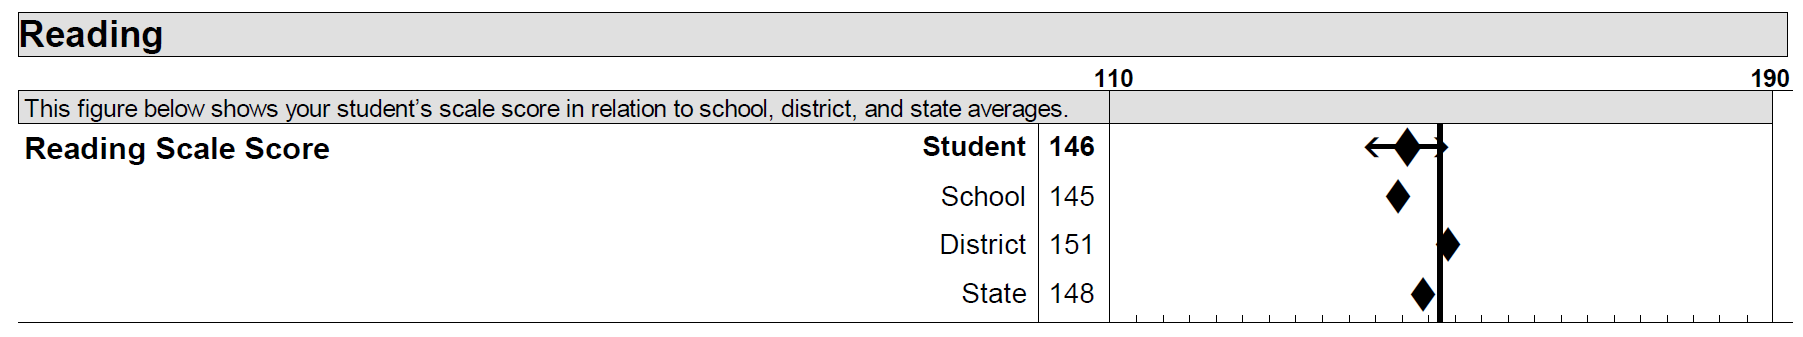 Reading
110 190
This figure below shows your student’s scale score in relation to school, district, and state averages.
Reading Scale Score Student 146
School 145
District 151
State 148